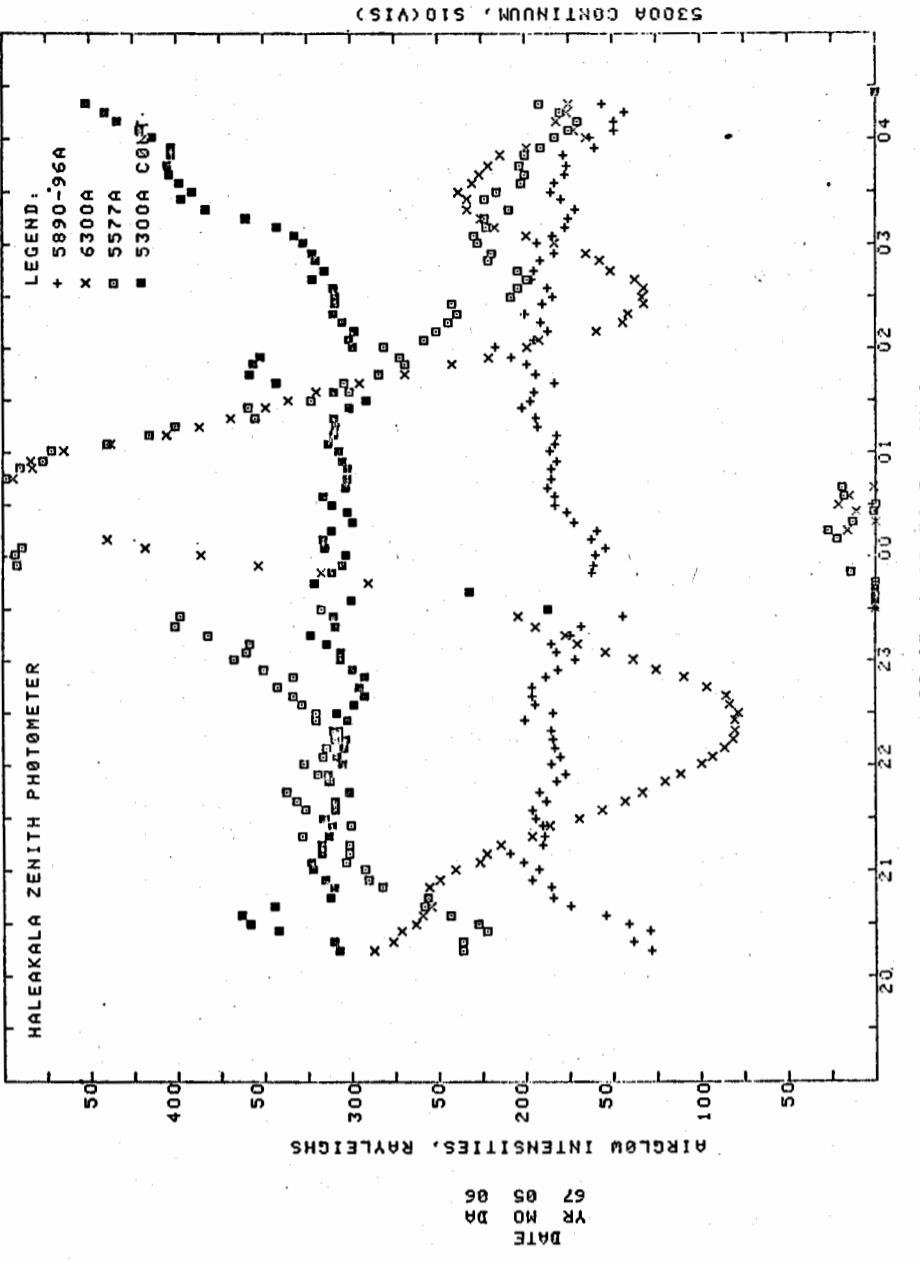 HALEAKALA ZENITH PHOTOMETER
LEGEND:
+ 5890-96A
× 6300A
5577A
5300A CONT.
5300A CONTINUUM, S10(VIS)
AIRGLOW INTENSITIES, RAYLEIGHS
50
400
50
300
50
200
50
100
50
20
21
22
23
00
01
02
03
04
DATE
YR MO DA
67 05 06